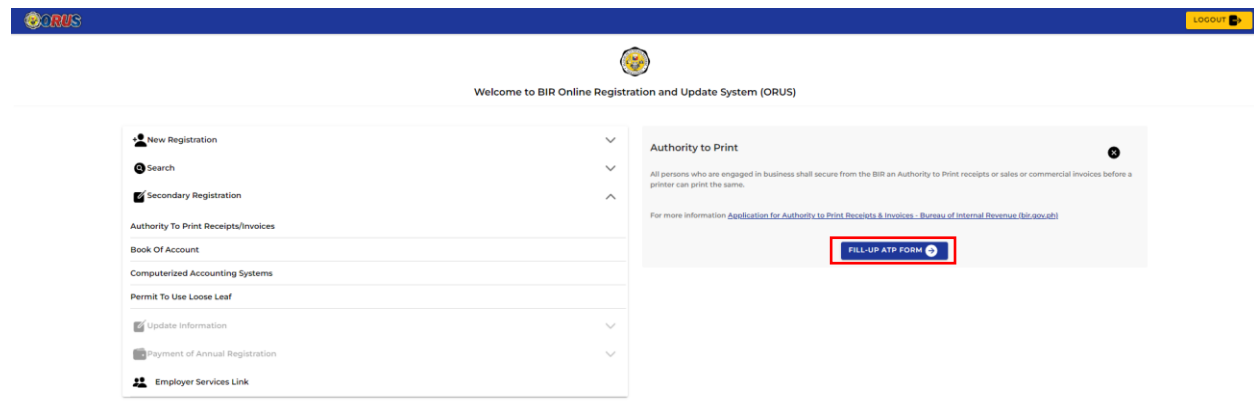 ORUS
LOGOUT
Welcome to BIR Online Registration and Update System (ORUS)
New Registration
Search
Secondary Registration
Authority To Print Receipts/Invoices
Book Of Account
Computerized Accounting Systems
Permit To Use Loose Leaf
Update Information
Payment of Annual Registration
Employer Services Link
Authority to Print
All persons who are engaged in business shall secure from the BIR an Authority to Print receipts or sales or commercial invoices before a
printer can print the same.
For more information Application for Authority to Print Receipts & Invoices - Bureau of Internal Revenue (bir.gov.ph)
FILL-UP ATP FORM